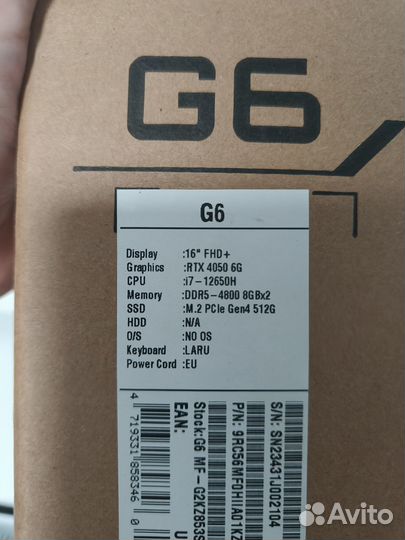 G6
G6
Display :16" FHD+
Graphics :RTX 4050 6G
CPU :i7-12650H
Memory :DDR5-4800 8GBx2
SSD :M.2 PCIe Gen4 512G
HDD :N/A
O/S :NO OS
Keyboard :LARU
Power Cord :EU
4 719331 858346 0
EAN:
Stock:G6 MF-G2KZ853S
P/N:
S/N: SN23431J002104
Avito